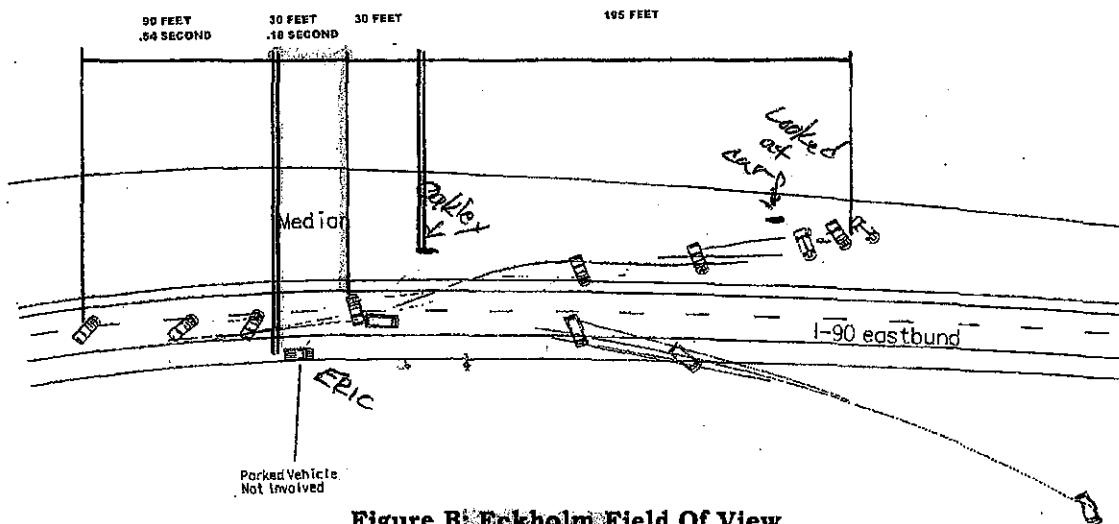 90 FEET
.54 SECOND
30 FEET
.18 SECOND
30 FEET
195 FEET
Looked
at
cars
Oakley
Median
I-90 eastbund
ERIC
Parked Vehicle
Not Involved
Figure B: Eckholm Field Of View